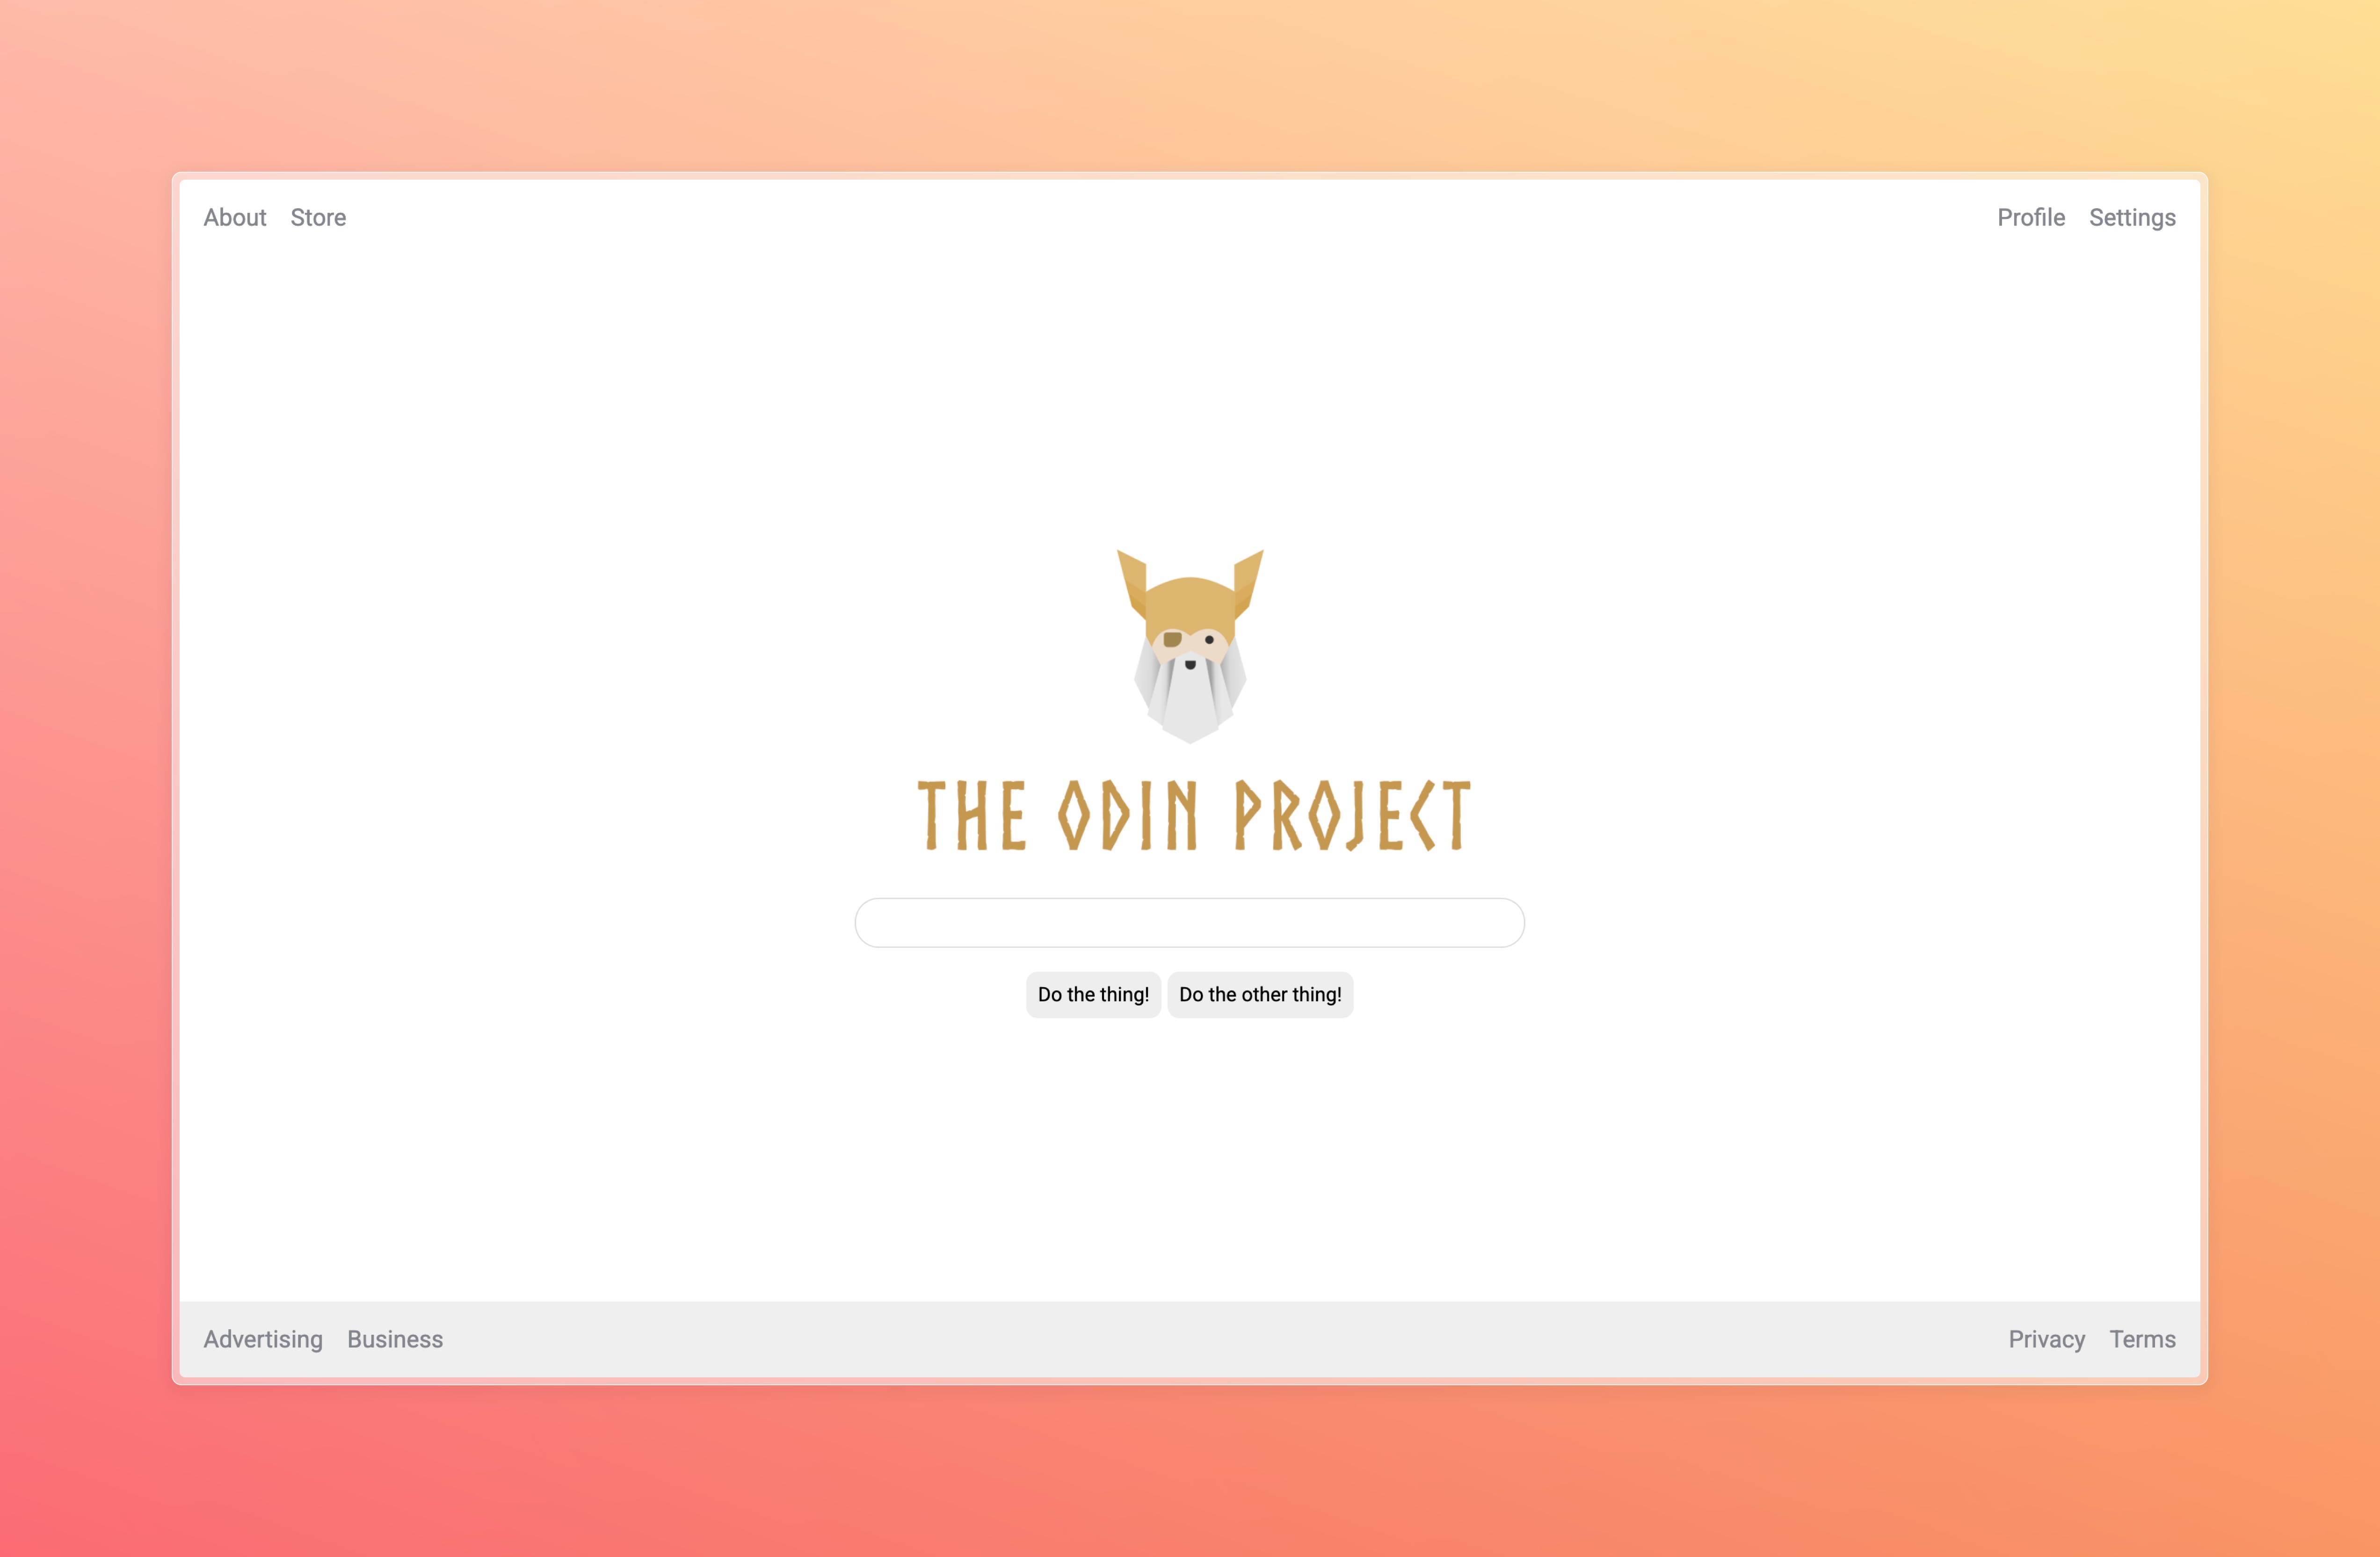 About Store Profile Settings
THE ODIN PROJECT
Do the thing! Do the other thing!
Advertising Business Privacy Terms